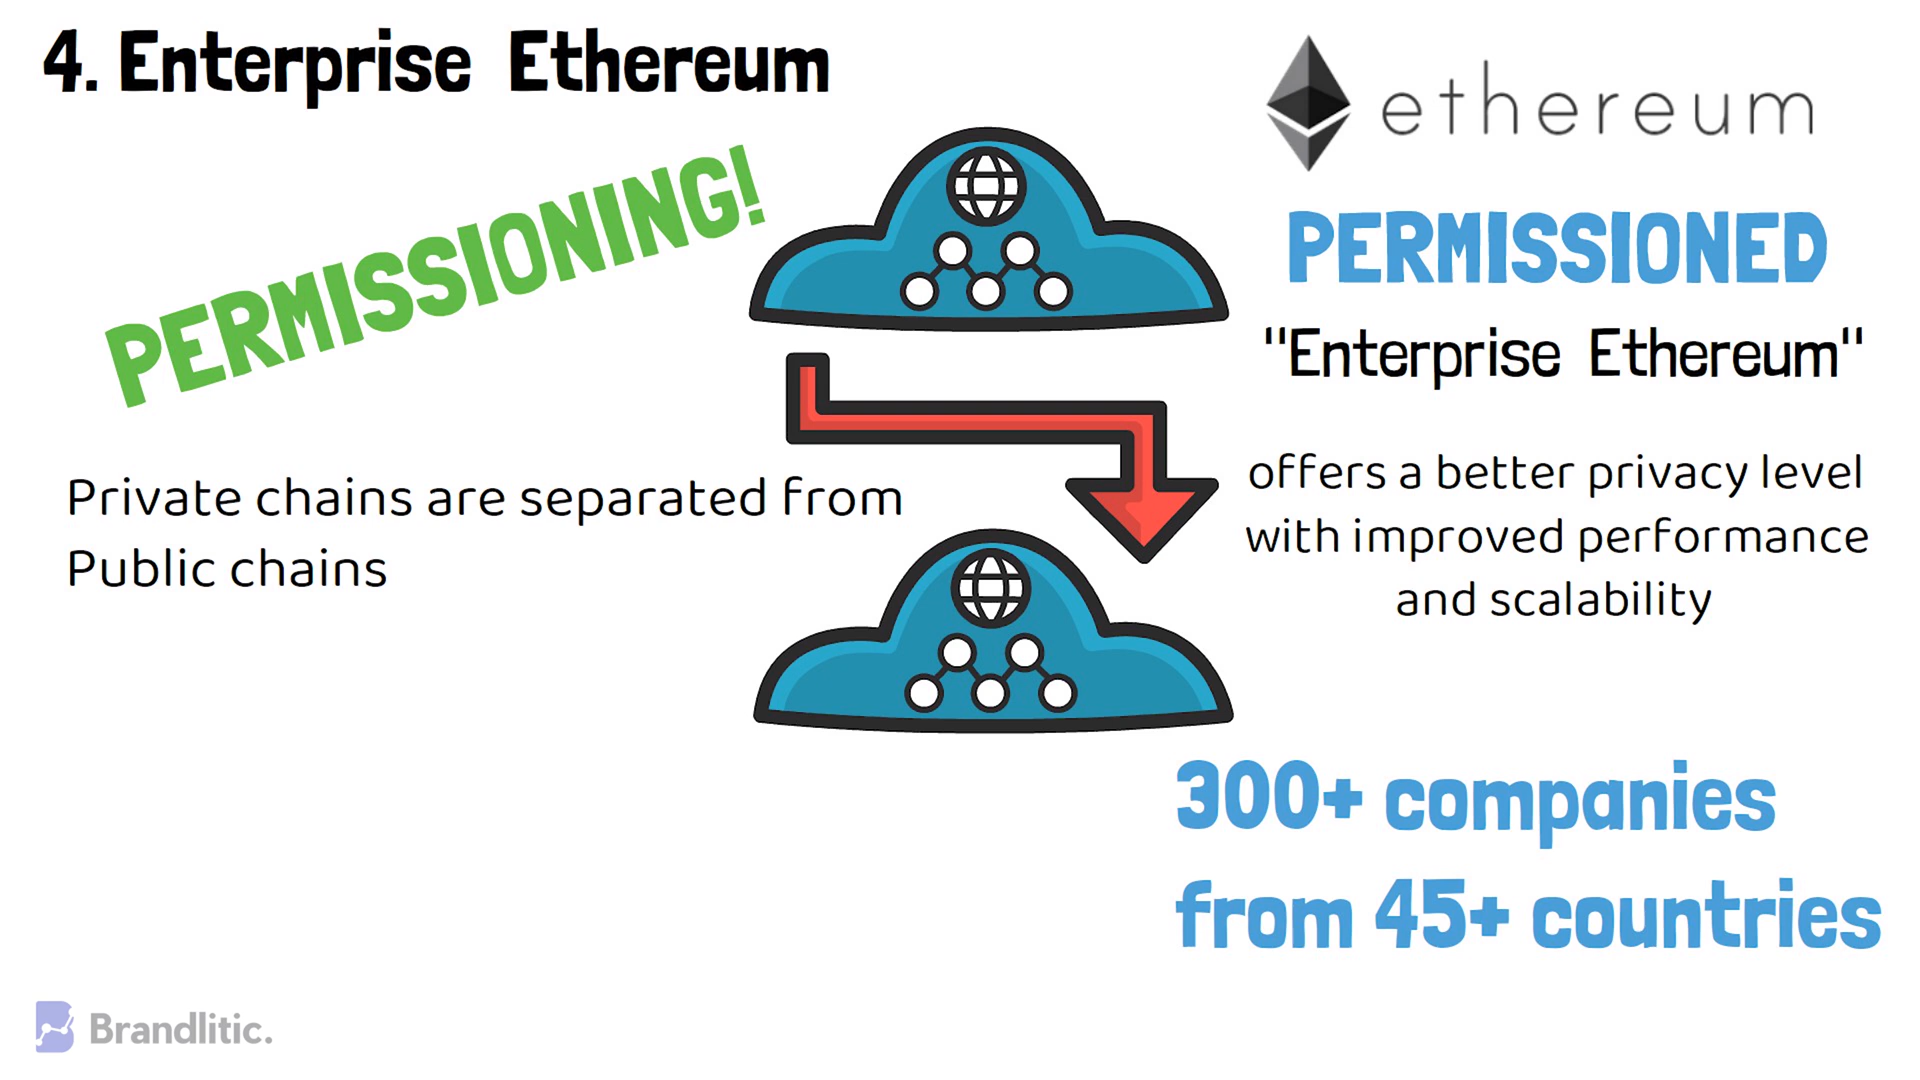 4. Enterprise Ethereum
ethereum
PERMISSIONING!
PERMISSIONED
"Enterprise Ethereum"
Private chains are separated from
Public chains
offers a better privacy level
with improved performance
and scalability
300+ companies
from 45+ countries
Brandlitic.